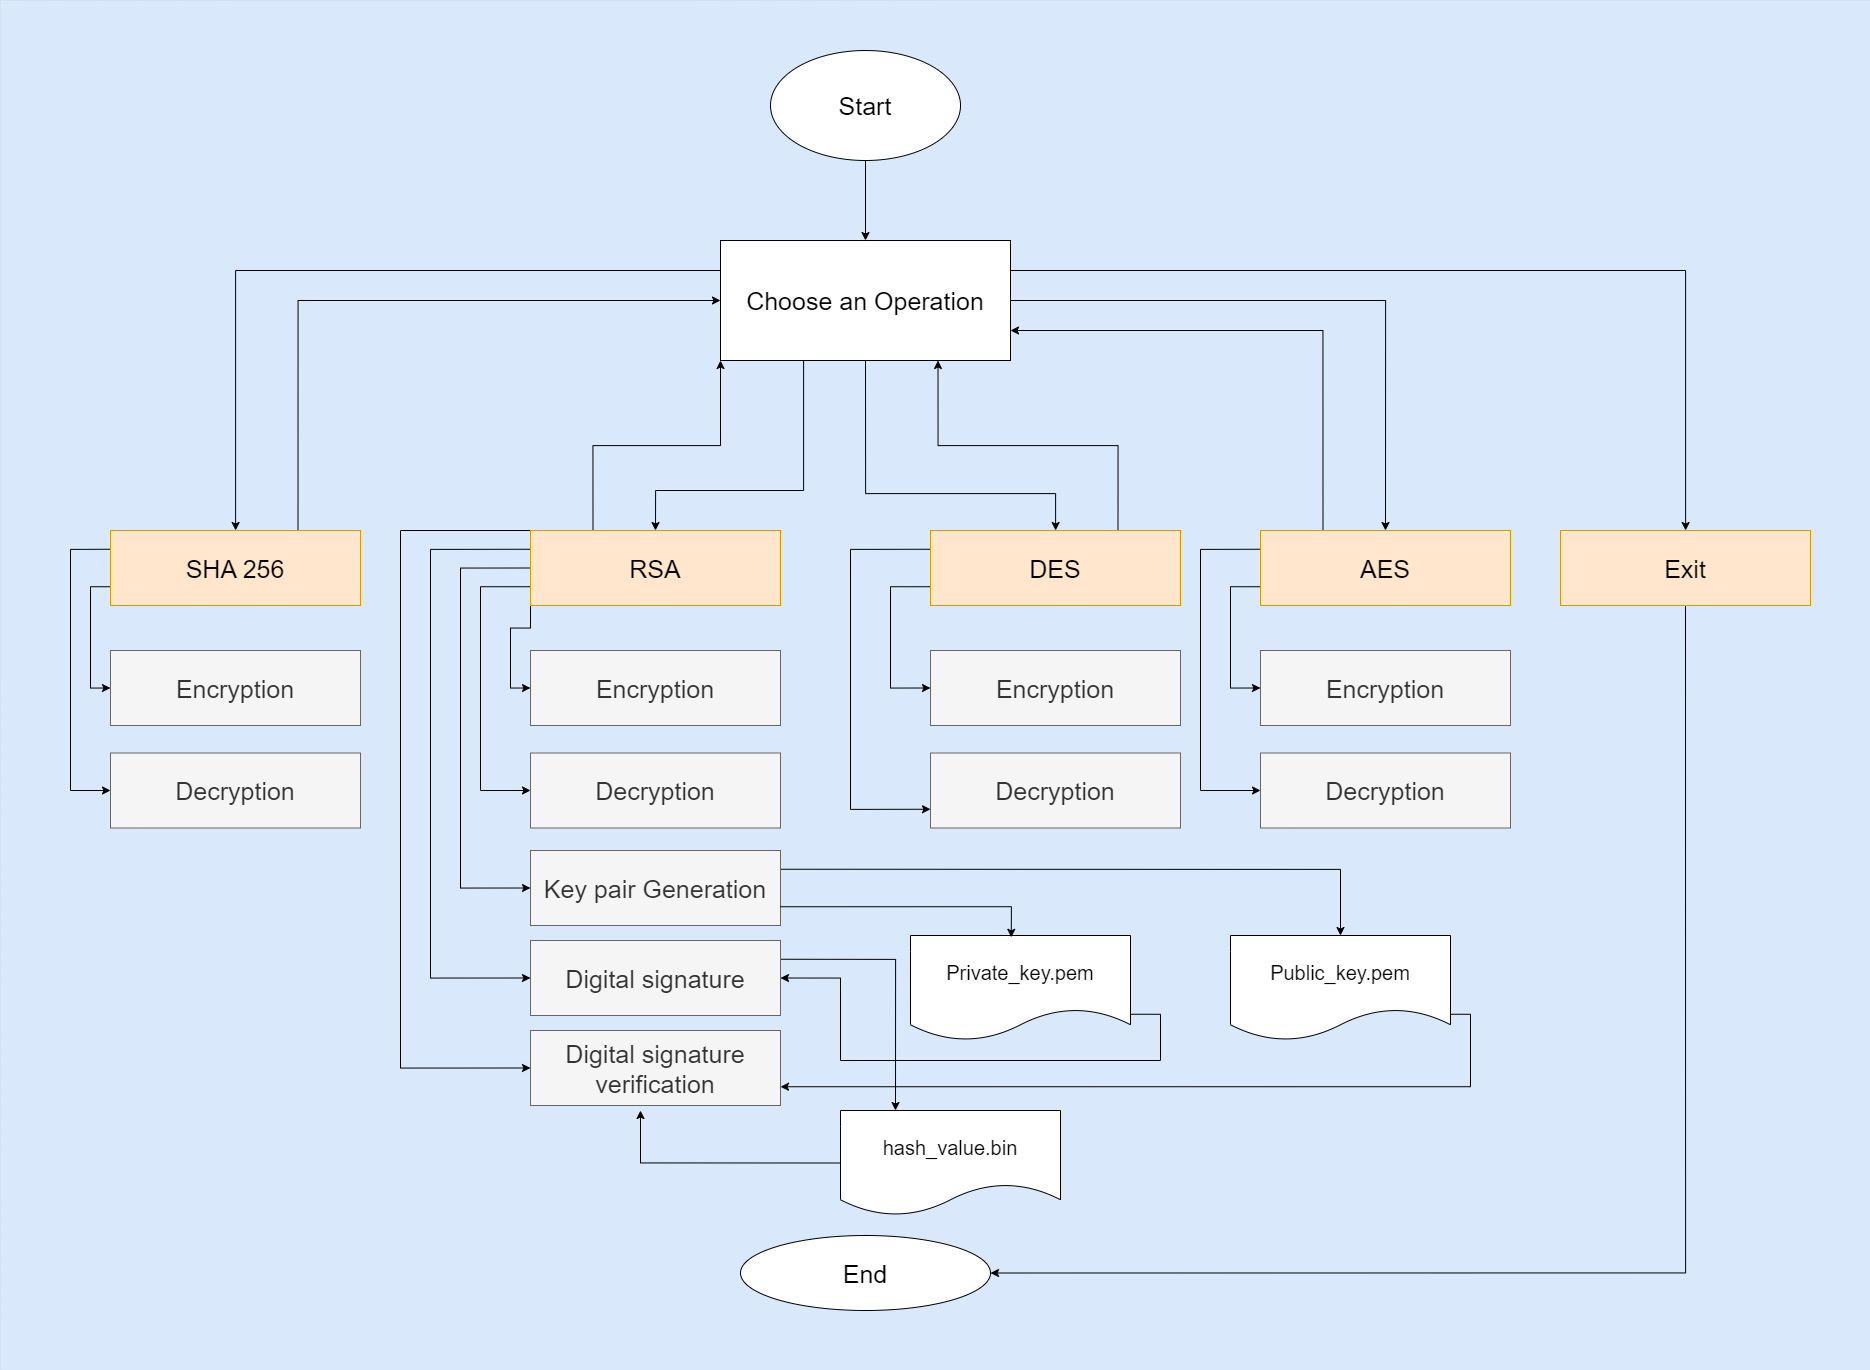 Start
Choose an Operation
SHA 256
RSA
DES
AES
Exit
Encryption
Encryption
Encryption
Encryption
Decryption
Decryption
Decryption
Decryption
Key pair Generation
Private_key.pem
Public_key.pem
Digital signature
Digital signature
verification
hash_value.bin
End